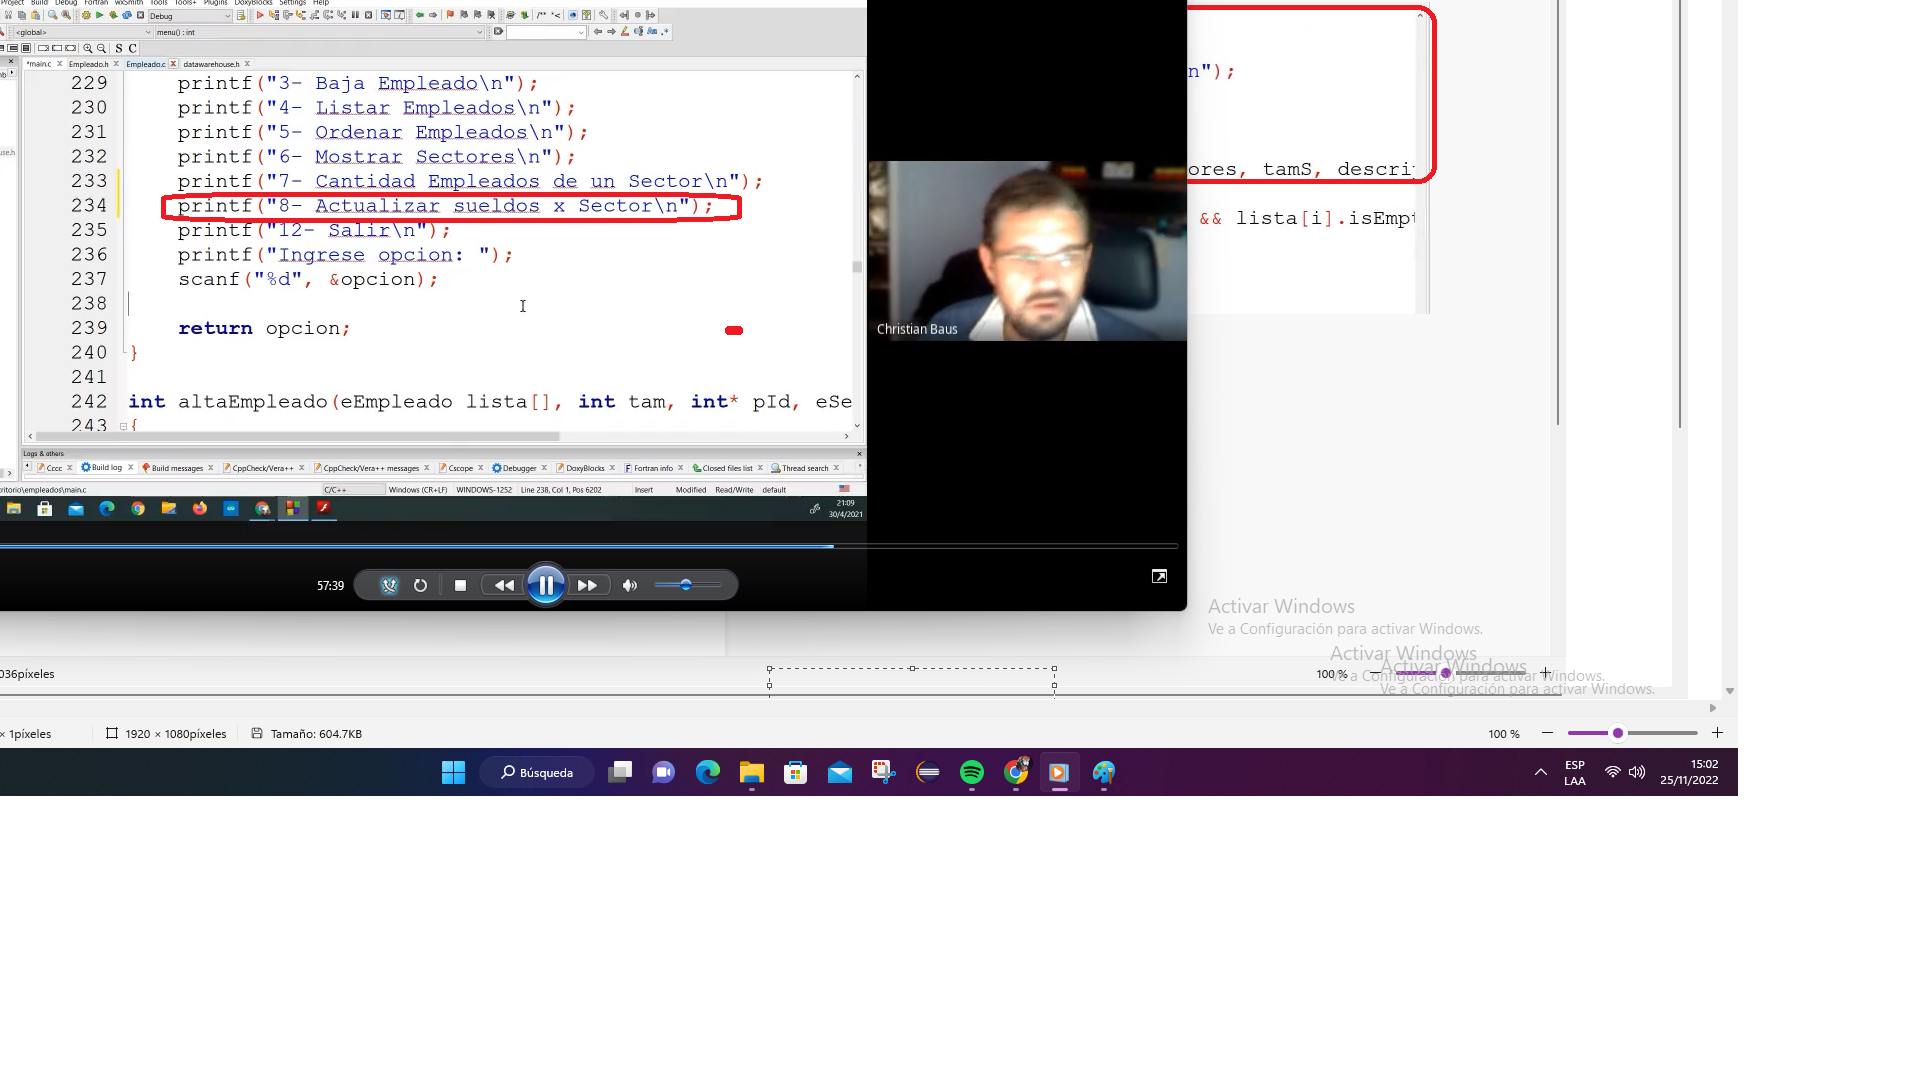 Project Build Debug Fortran wxSmith Tools Tools+ Plugins DoxyBlocks Settings Help
Debug
<global> menu() : int
S C
*main.c Empleado.h Empleado.c datawarehouse.h
229 printf("3- Baja Empleado\n");
230 printf("4- Listar Empleados\n");
231 printf("5- Ordenar Empleados\n");
232 printf("6- Mostrar Sectores\n");
233 printf("7- Cantidad Empleados de un Sector\n");
234 printf("8- Actualizar sueldos x Sector\n");
235 printf("12- Salir\n");
236 printf("Ingrese opcion: ");
237 scanf("%d", &opcion);
238
239 return opcion;
240 }
241
242 int altaEmpleado(eEmpleado lista[], int tam, int* pId, eSe
243 {
Logs & others
Cccc Build log Build messages CppCheck/Vera++ CppCheck/Vera++ messages Cscope Debugger DoxyBlocks Fortran info Closed files list Thread search
ritorio\empleados\main.c C/C++ Windows (CR+LF) WINDOWS-1252 Line 238, Col 1, Pos 6202 Insert Modified Read/Write default
21:09
30/4/2021
57:39
Christian Baus
n");
ores, tamS, descri
&& lista[i].isEmpt
Activar Windows
Ve a Configuración para activar Windows.
Activar Windows
Ve a Configuración para activar Windows.
Activar Windows
Ve a Configuración para activar Windows.
036píxeles
100 %
× 1píxeles 1920 × 1080píxeles Tamaño: 604.7KB 100 %
Búsqueda
ESP
LAA
15:02
25/11/2022